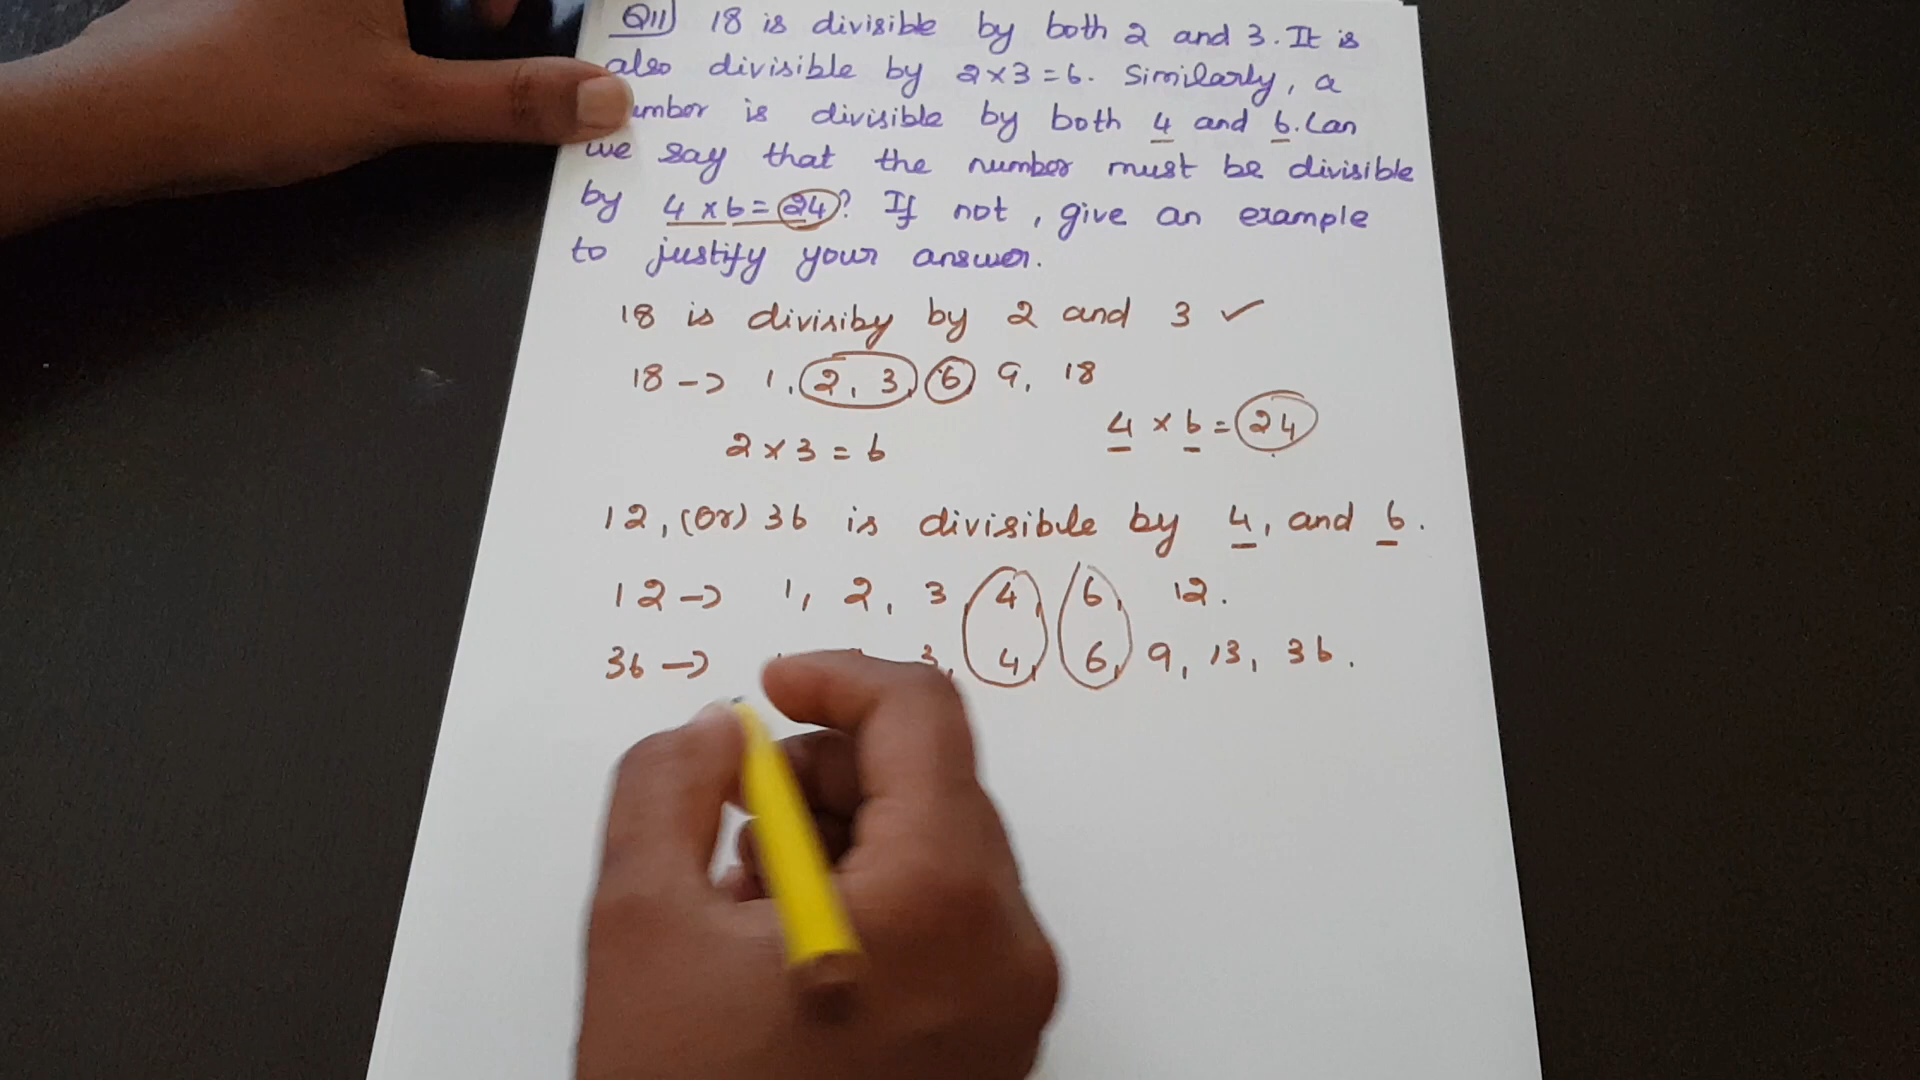 Q11) 18 is divisible by both 2 and 3. It is
also divisible by 2×3=6. Similarly, a
umber is divisible by both 4 and 6. Can
we say that the number must be divisible
by 4×6=24? If not, give an example
to justify your answer.
18 is divisiby by 2 and 3 ✓
18 -> 1, 2, 3, 6 9, 18
2 × 3 = 6
4 × 6 = 24
12, (or) 36 is divisible by 4, and 6.
12 -> 1, 2, 3, 4, 6, 12.
36 -> 3, 4, 6, 9, 13, 36.